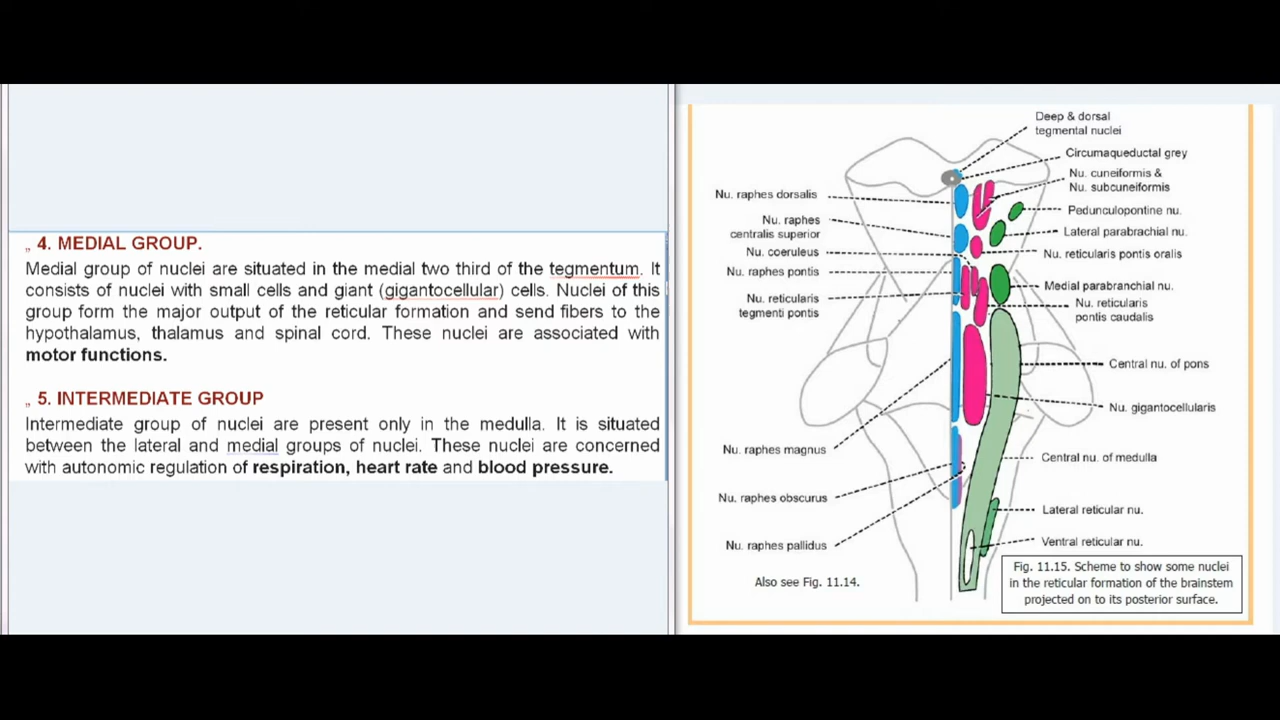 „ 4. MEDIAL GROUP.
Medial group of nuclei are situated in the medial two third of the tegmentum. It
consists of nuclei with small cells and giant (gigantocellular) cells. Nuclei of this
group form the major output of the reticular formation and send fibers to the
hypothalamus, thalamus and spinal cord. These nuclei are associated with
motor functions.
„ 5. INTERMEDIATE GROUP
Intermediate group of nuclei are present only in the medulla. It is situated
between the lateral and medial groups of nuclei. These nuclei are concerned
with autonomic regulation of respiration, heart rate and blood pressure.
Nu. raphes dorsalis
Nu. raphes
centralis superior
Nu. coeruleus
Nu. raphes pontis
Nu. reticularis
tegmenti pontis
Nu. raphes magnus
Nu. raphes obscurus
Nu. raphes pallidus
Also see Fig. 11.14.
Deep & dorsal
tegmental nuclei
Circumaqueductal grey
Nu. cuneiformis &
Nu. subcuneiformis
Pedunculopontine nu.
Lateral parabrachial nu.
Nu. reticularis pontis oralis
Medial parabranchial nu.
Nu. reticularis
pontis caudalis
Central nu. of pons
Nu. gigantocellularis
Central nu. of medulla
Lateral reticular nu.
Ventral reticular nu.
Fig. 11.15. Scheme to show some nuclei
in the reticular formation of the brainstem
projected on to its posterior surface.